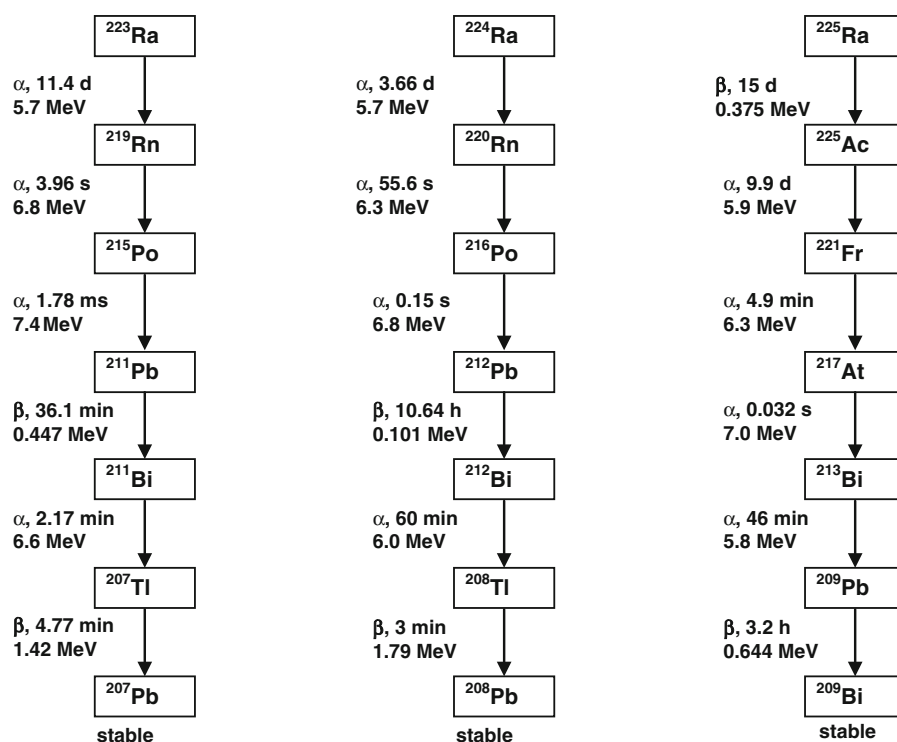 ²²³Ra
α, 11.4 d
5.7 MeV
²¹⁹Rn
α, 3.96 s
6.8 MeV
²¹⁵Po
α, 1.78 ms
7.4 MeV
²¹¹Pb
β, 36.1 min
0.447 MeV
²¹¹Bi
α, 2.17 min
6.6 MeV
²⁰⁷Tl
β, 4.77 min
1.42 MeV
²⁰⁷Pb
stable
²²⁴Ra
α, 3.66 d
5.7 MeV
²²⁰Rn
α, 55.6 s
6.3 MeV
²¹⁶Po
α, 0.15 s
6.8 MeV
²¹²Pb
β, 10.64 h
0.101 MeV
²¹²Bi
α, 60 min
6.0 MeV
²⁰⁸Tl
β, 3 min
1.79 MeV
²⁰⁸Pb
stable
²²⁵Ra
β, 15 d
0.375 MeV
²²⁵Ac
α, 9.9 d
5.9 MeV
²²¹Fr
α, 4.9 min
6.3 MeV
²¹⁷At
α, 0.032 s
7.0 MeV
²¹³Bi
α, 46 min
5.8 MeV
²⁰⁹Pb
β, 3.2 h
0.644 MeV
²⁰⁹Bi
stable